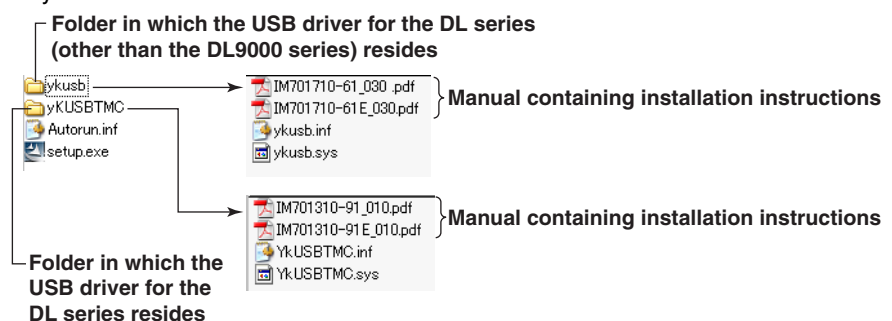 Folder in which the USB driver for the DL series
(other than the DL9000 series) resides
ykusb
yKUSBTMC
Autorun.inf
setup.exe
IM701710-61_030 .pdf
IM701710-61E_030.pdf
ykusb.inf
ykusb.sys
Manual containing installation instructions
IM701310-91_010.pdf
IM701310-91E_010.pdf
YkUSBTMC.inf
YkUSBTMC.sys
Manual containing installation instructions
Folder in which the
USB driver for the
DL series resides